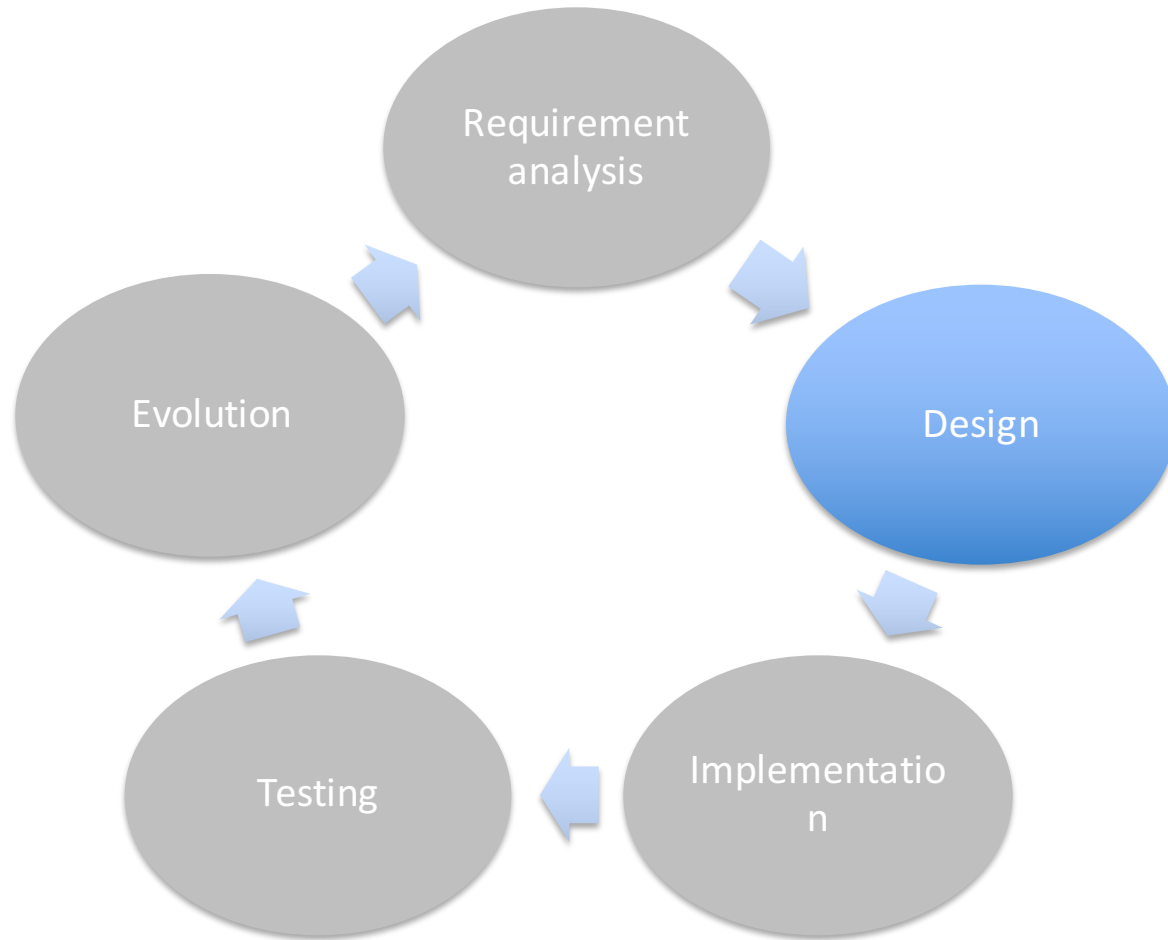 Requirement
analysis
Design
Implementatio
n
Testing
Evolution